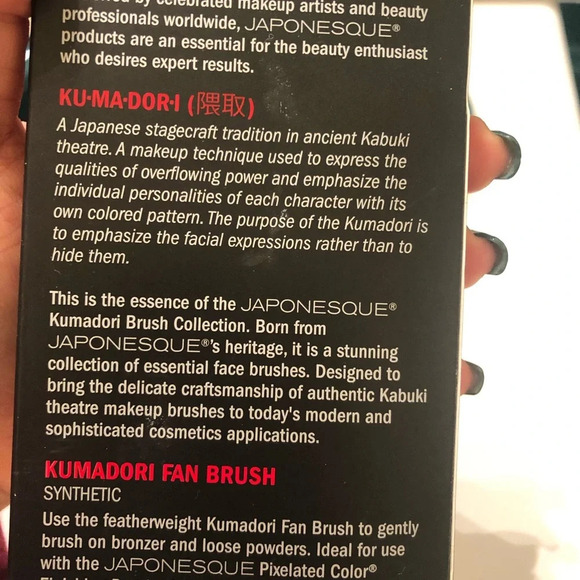 by celebrated makeup artists and beauty
professionals worldwide, JAPONESQUE®
products are an essential for the beauty enthusiast
who desires expert results.
KU·MA·DOR·I (隈取)
A Japanese stagecraft tradition in ancient Kabuki
theatre. A makeup technique used to express the
qualities of overflowing power and emphasize the
individual personalities of each character with its
own colored pattern. The purpose of the Kumadori is
to emphasize the facial expressions rather than to
hide them.
This is the essence of the JAPONESQUE®
Kumadori Brush Collection. Born from
JAPONESQUE®'s heritage, it is a stunning
collection of essential face brushes. Designed to
bring the delicate craftsmanship of authentic Kabuki
theatre makeup brushes to today's modern and
sophisticated cosmetics applications.
KUMADORI FAN BRUSH
SYNTHETIC
Use the featherweight Kumadori Fan Brush to gently
brush on bronzer and loose powders. Ideal for use
with the JAPONESQUE Pixelated Color®